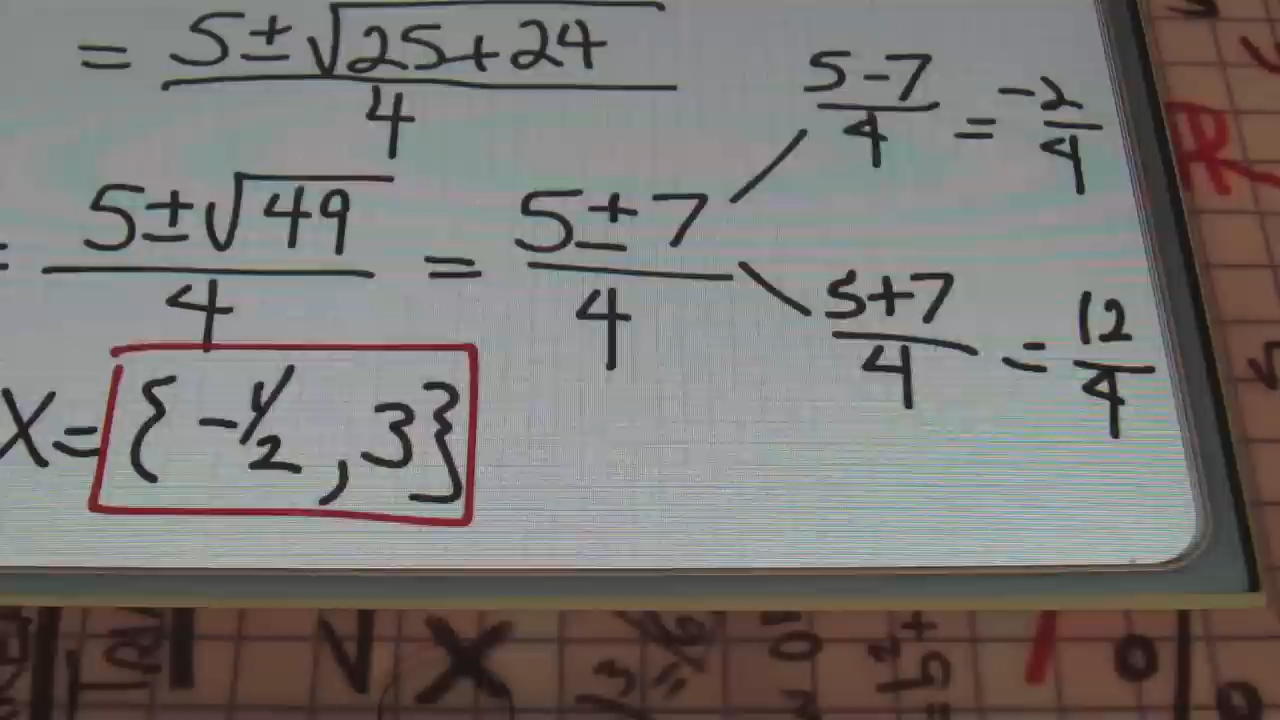 = 5±√25+24 / 4
5-7 / 4 = -2 / 4
= 5±√49 / 4 = 5±7 / 4
5+7 / 4 = 12 / 4
X= {-1/2, 3}